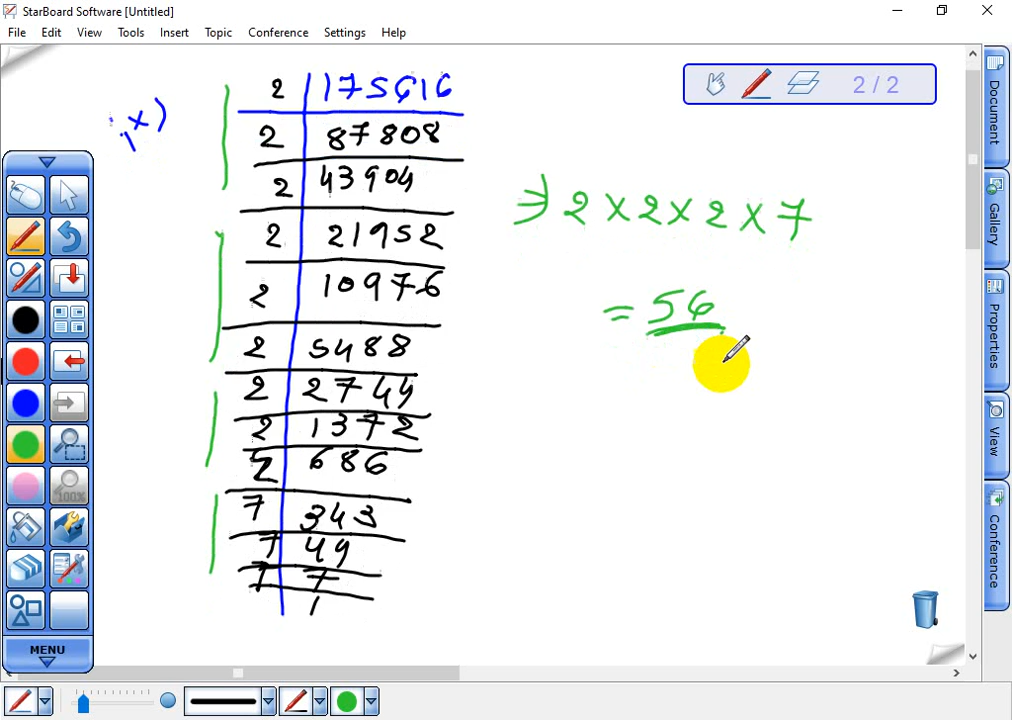 StarBoard Software [Untitled]
File Edit View Tools Insert Topic Conference Settings Help
ix)
2 175616
2 87808
2 43904
2 21952
2 10976
2 5488
2 2744
2 1372
2 686
7 343
7 49
7 7
1
⇒ 2 × 2 × 2 × 7
= 56
2 / 2
Document
Gallery
Properties
View
Conference
100%
MENU